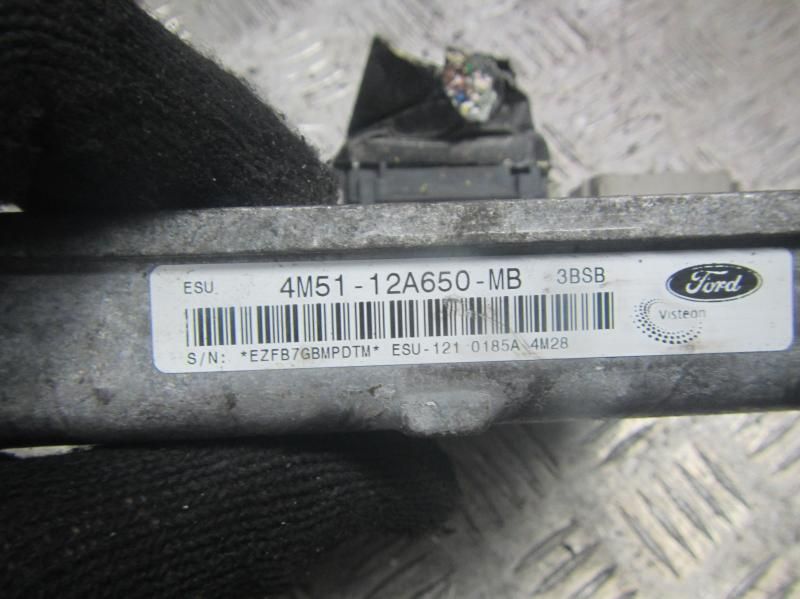 ESU 4M51-12A650-MB 3BSB Ford
Visteon
S/N: *EZFB7GBMPDTM* ESU-121 0185A 4M28